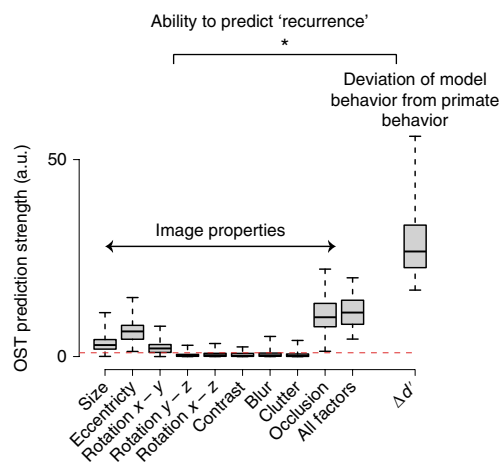 Ability to predict ‘recurrence’
*
Deviation of model
behavior from primate
behavior
OST prediction strength (a.u.)
50
0
Image properties
Size
Eccentricity
Rotation x – y
Rotation y – z
Rotation x – z
Contrast
Blur
Clutter
Occlusion
All factors
Δd′